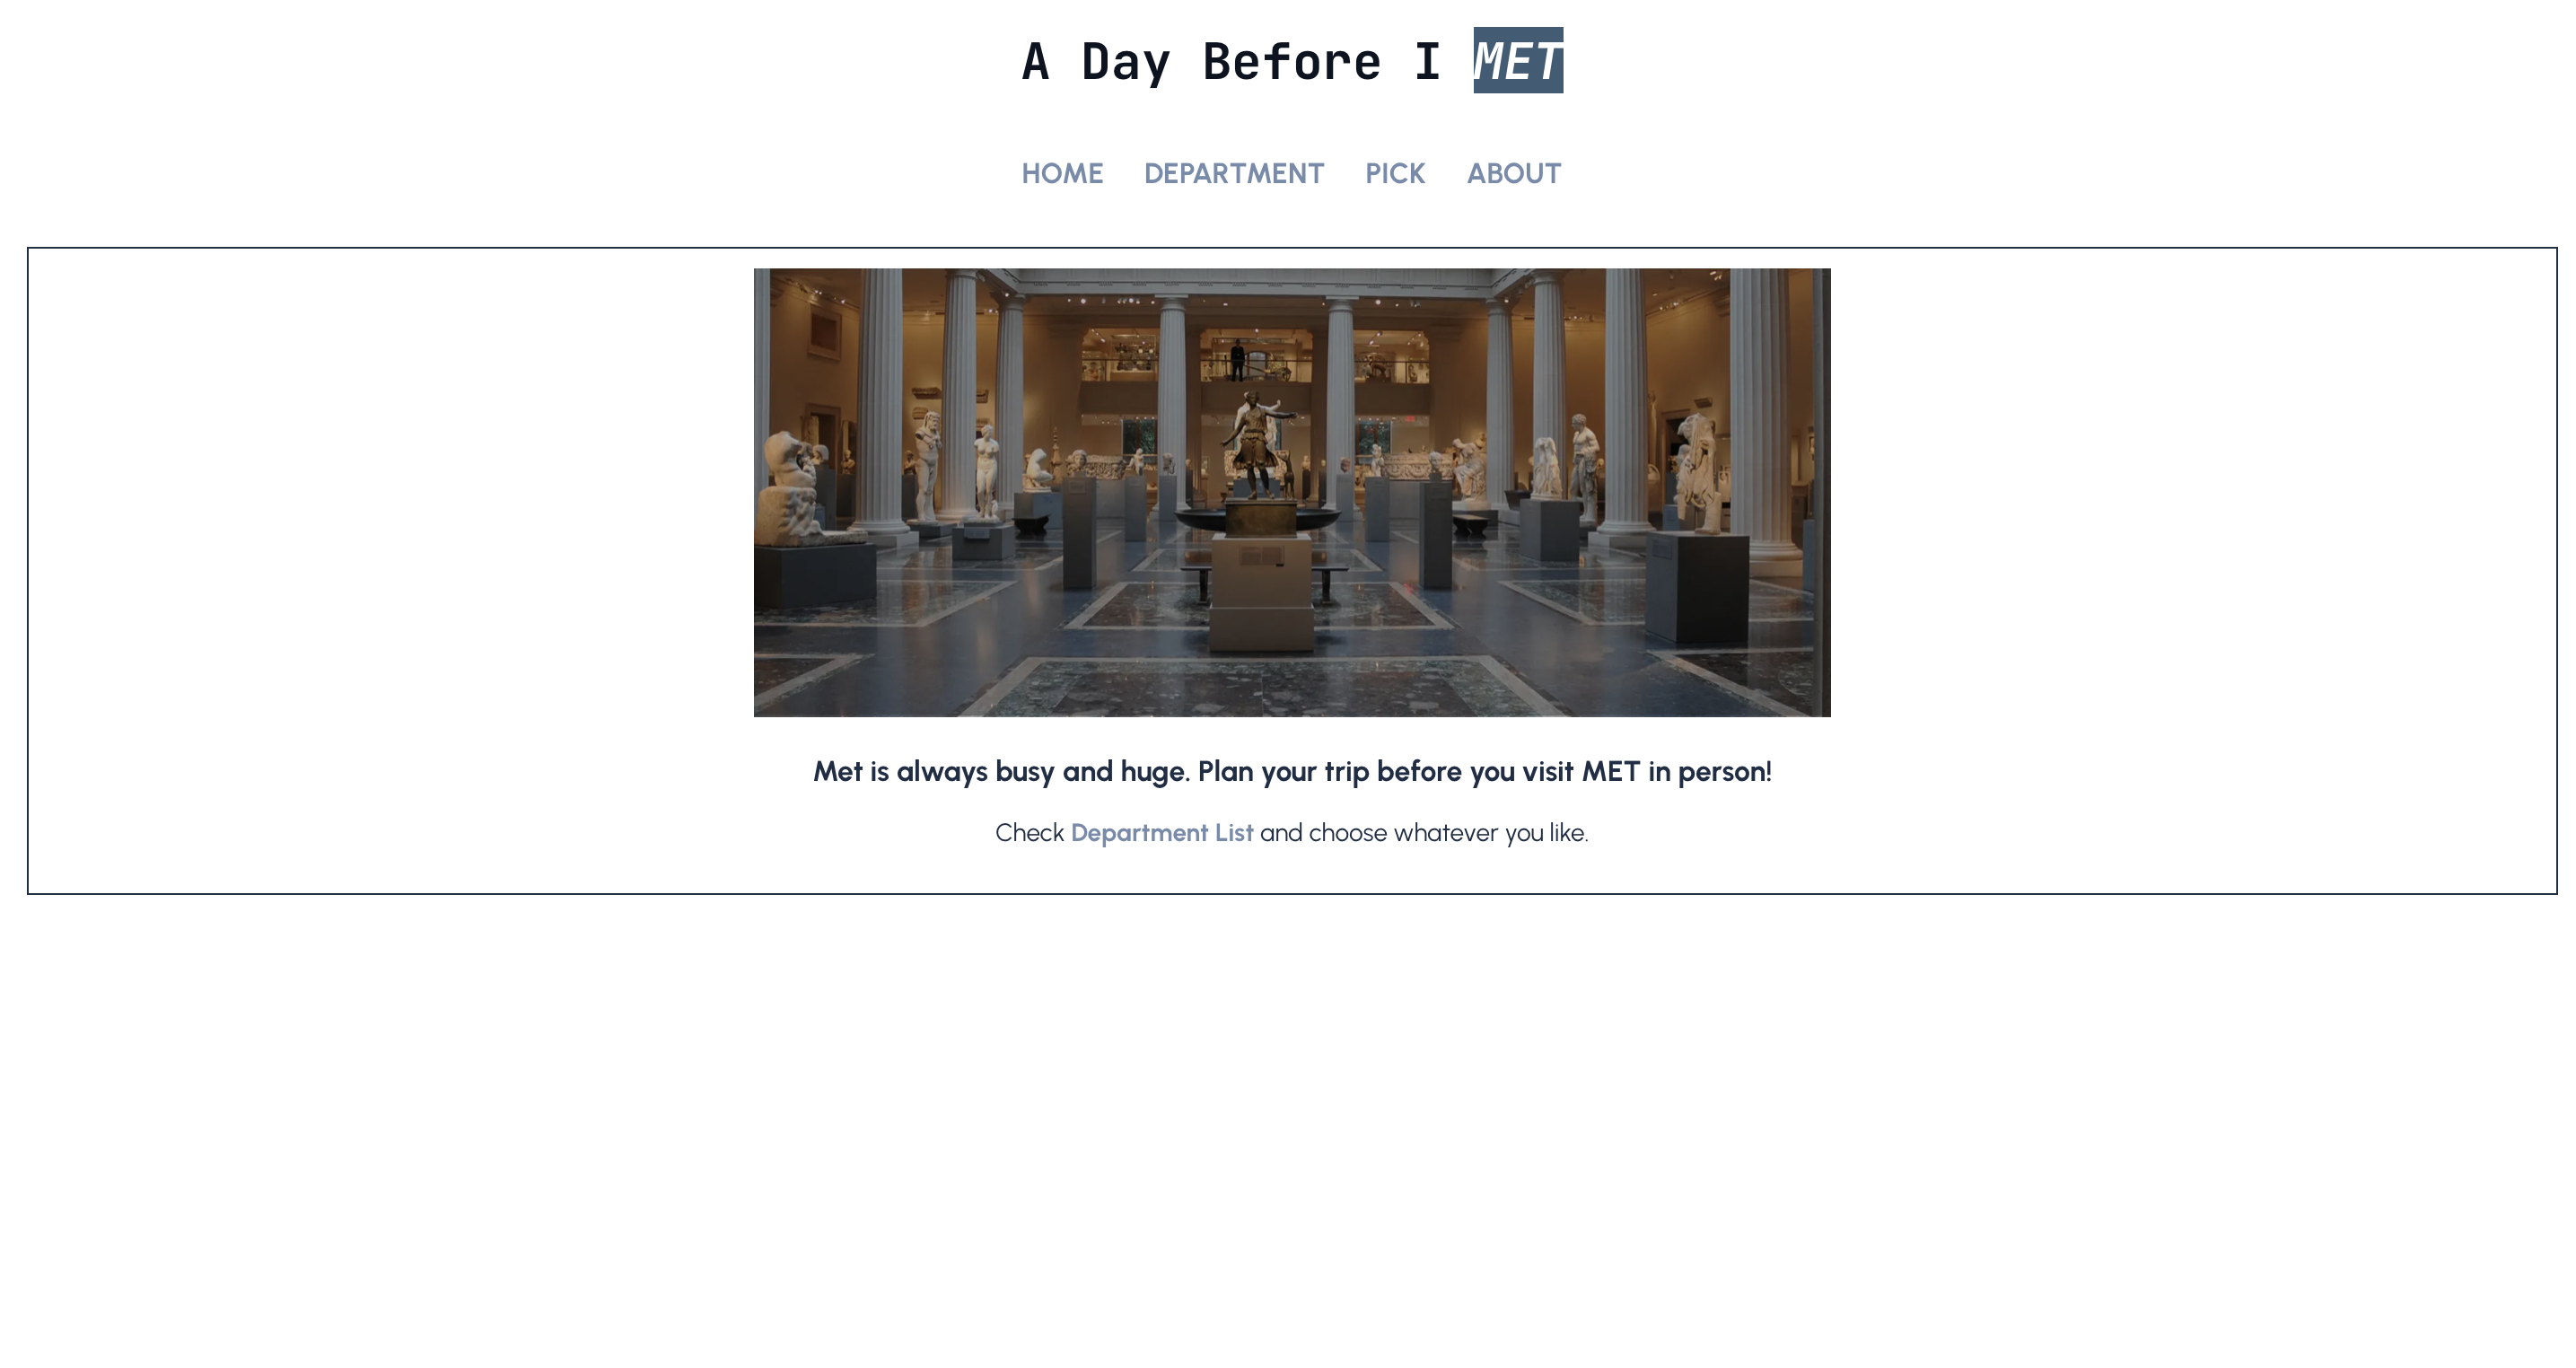 A Day Before I MET
HOME DEPARTMENT PICK ABOUT
Met is always busy and huge. Plan your trip before you visit MET in person!
Check Department List and choose whatever you like.